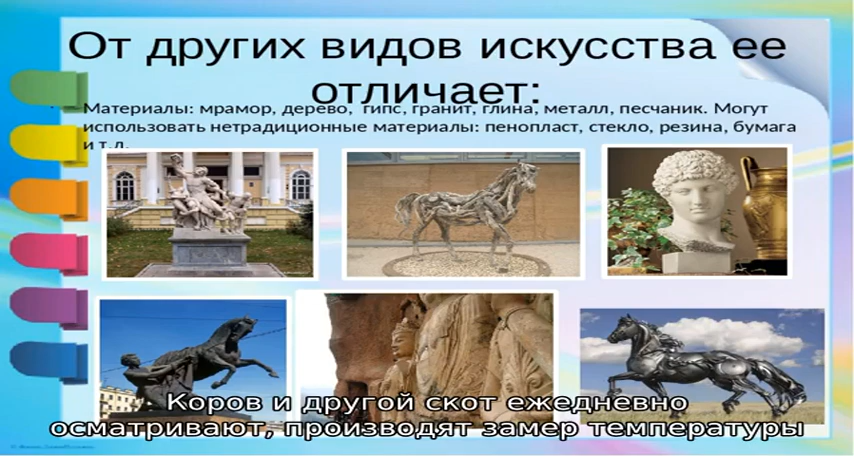 От других видов искусства ее
отличает:
Материалы: мрамор, дерево, гипс, гранит, глина, металл, песчаник. Могут
использовать нетрадиционные материалы: пенопласт, стекло, резина, бумага
и т.д.
Коров и другой скот ежедневно
осматривают, производят замер температуры